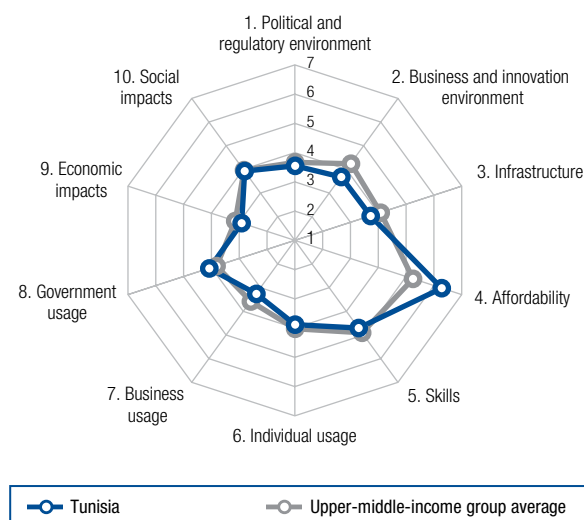 1. Political and
regulatory environment
2. Business and innovation
environment
3. Infrastructure
4. Affordability
5. Skills
6. Individual usage
7. Business
usage
8. Government
usage
9. Economic
impacts
10. Social
impacts
7
6
5
4
3
2
1
Tunisia
Upper-middle-income group average